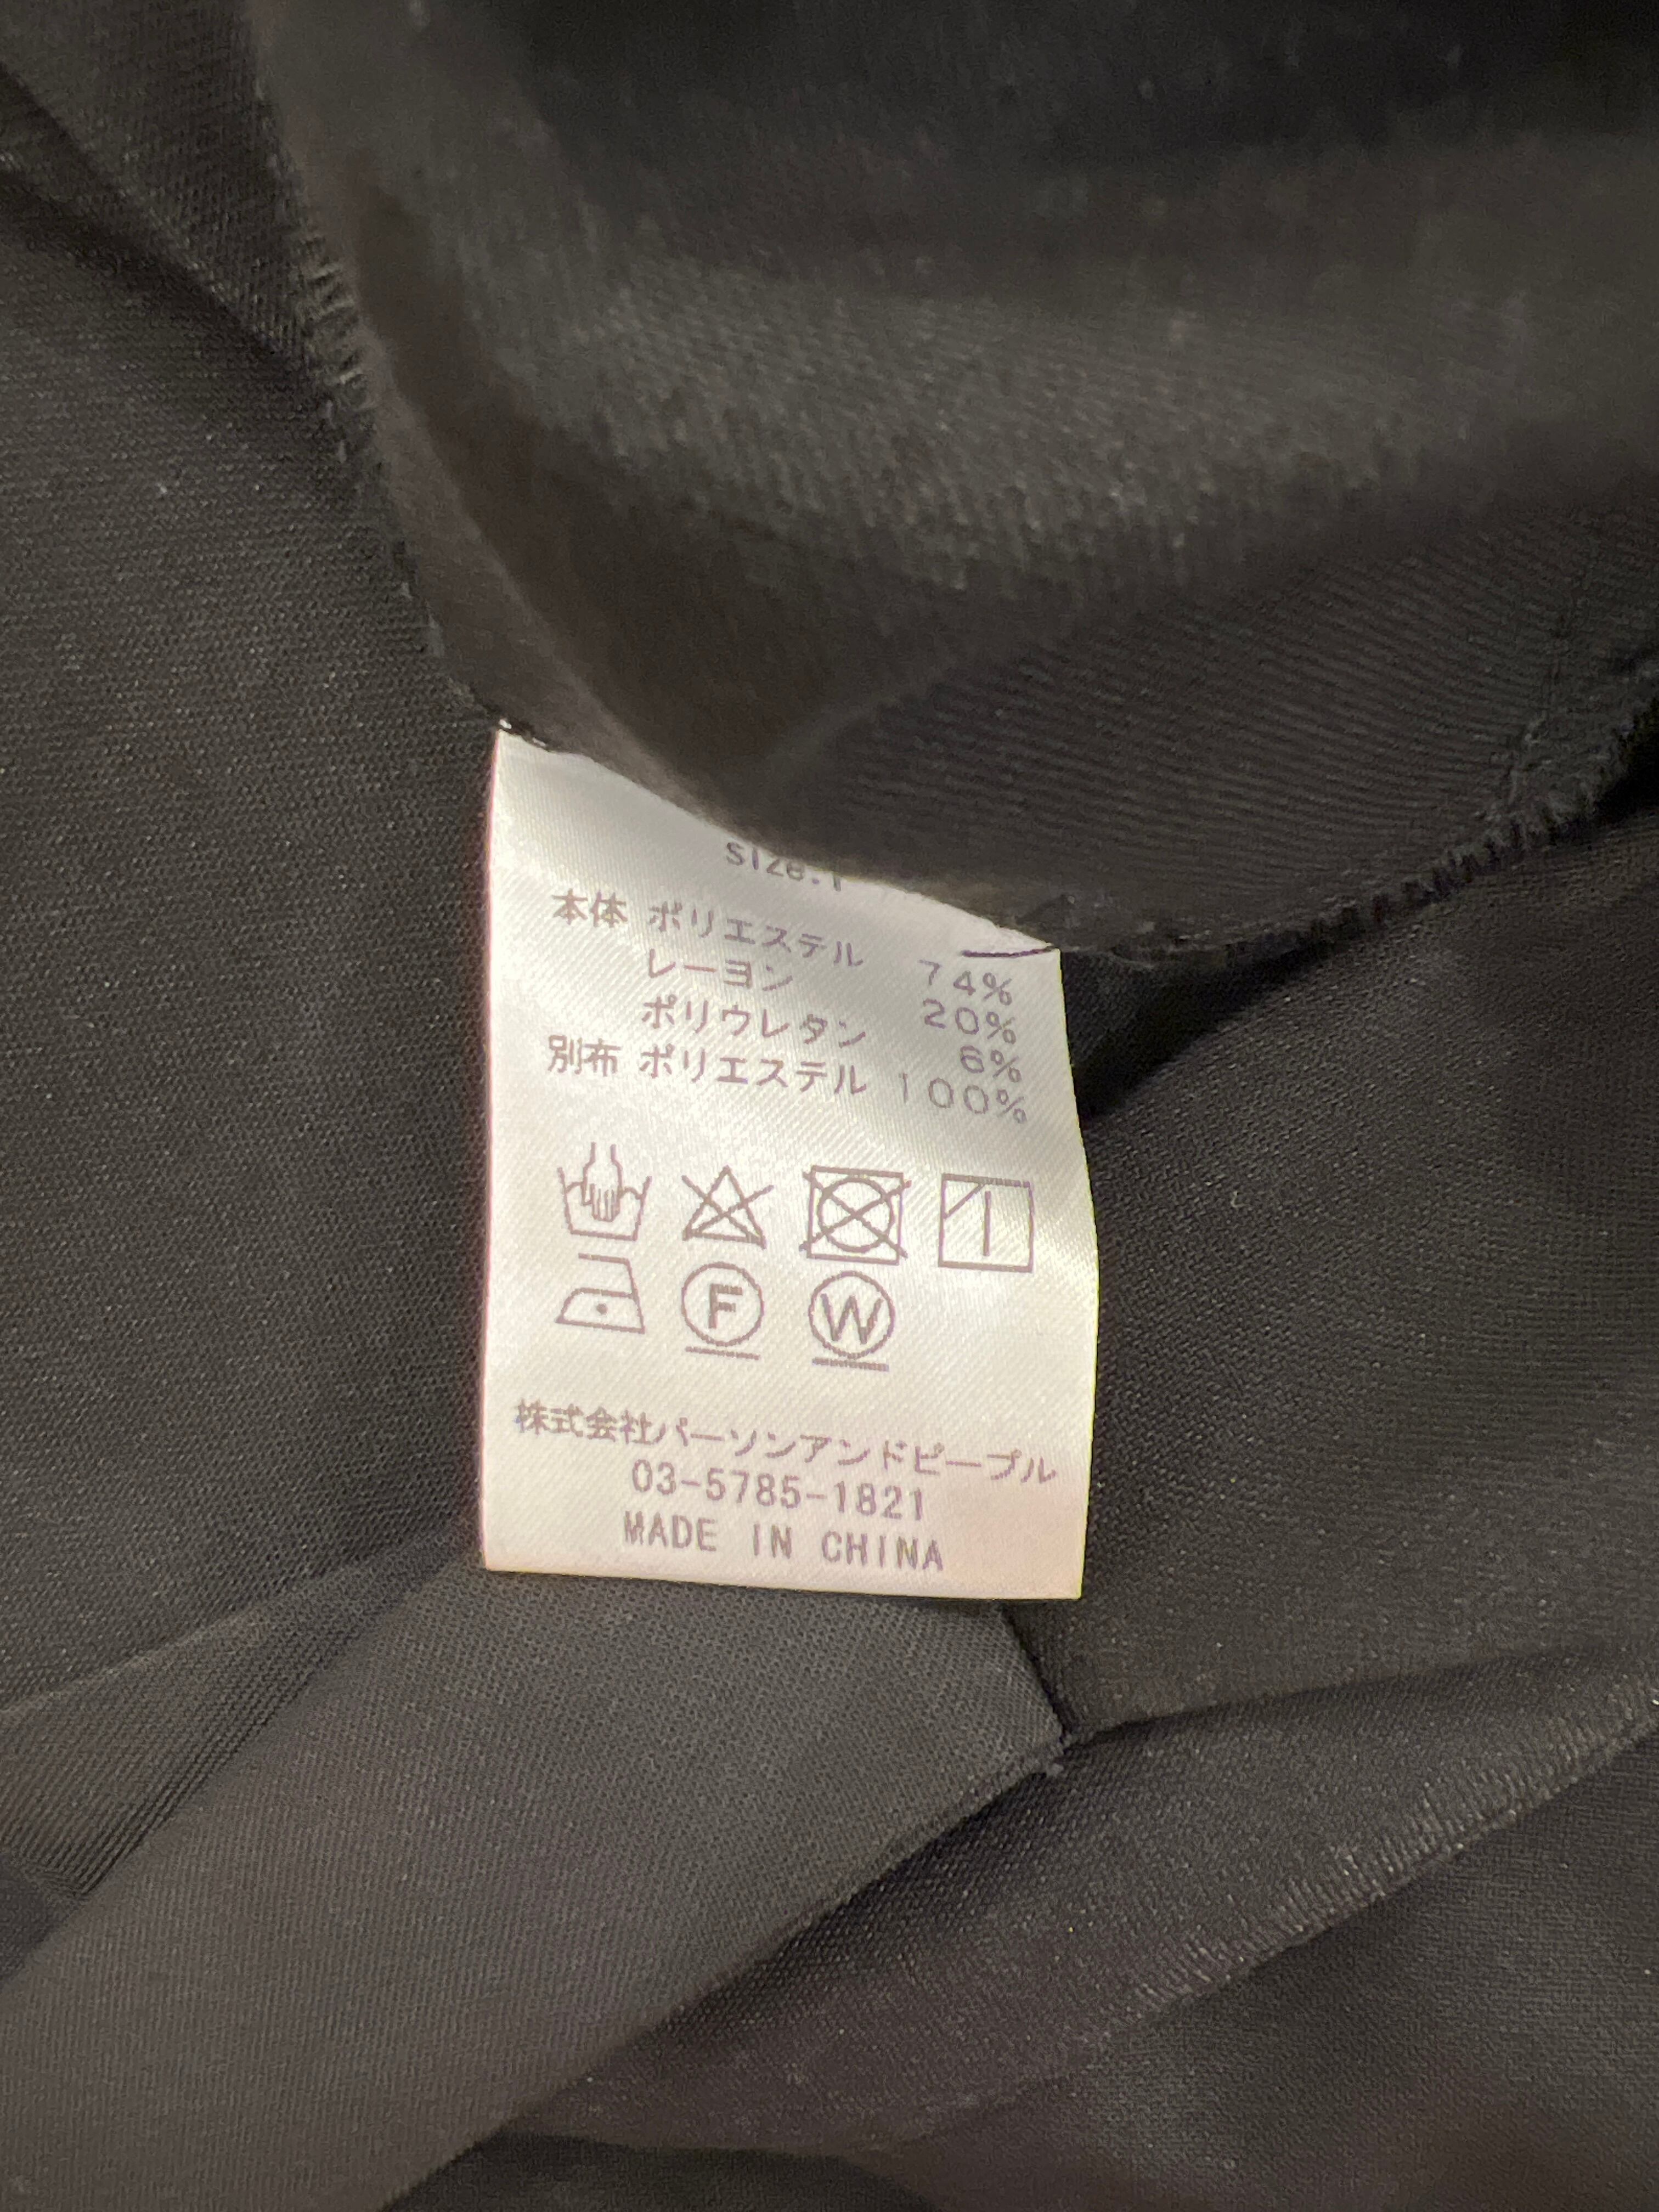 size.1
本体 ポリエステル 74%
レーヨン 20%
ポリウレタン 6%
別布 ポリエステル 100%
F W
株式会社パーソンアンドピープル
03-5785-1821
MADE IN CHINA